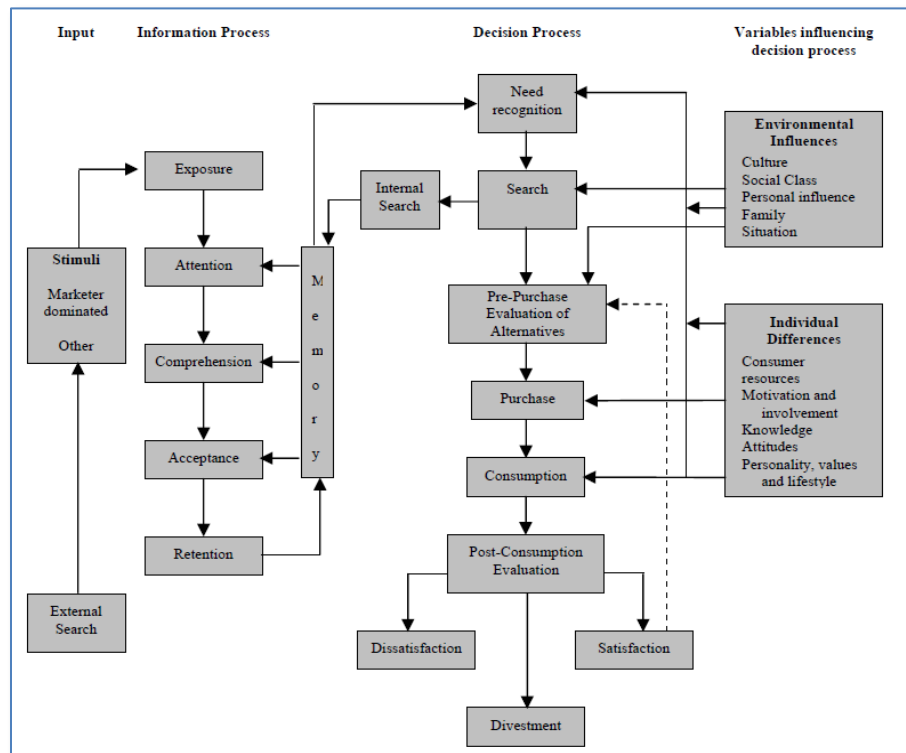 Input
Information Process
Decision Process
Variables influencing
decision process
Need
recognition
Environmental
Influences
Culture
Social Class
Personal influence
Family
Situation
Exposure
Internal
Search
Search
Stimuli
Marketer
dominated
Other
Attention
M
e
m
o
r
y
Pre-Purchase
Evaluation of
Alternatives
Individual
Differences
Consumer
resources
Motivation and
involvement
Knowledge
Attitudes
Personality, values
and lifestyle
Comprehension
Purchase
Acceptance
Consumption
Retention
Post-Consumption
Evaluation
External
Search
Dissatisfaction
Satisfaction
Divestment